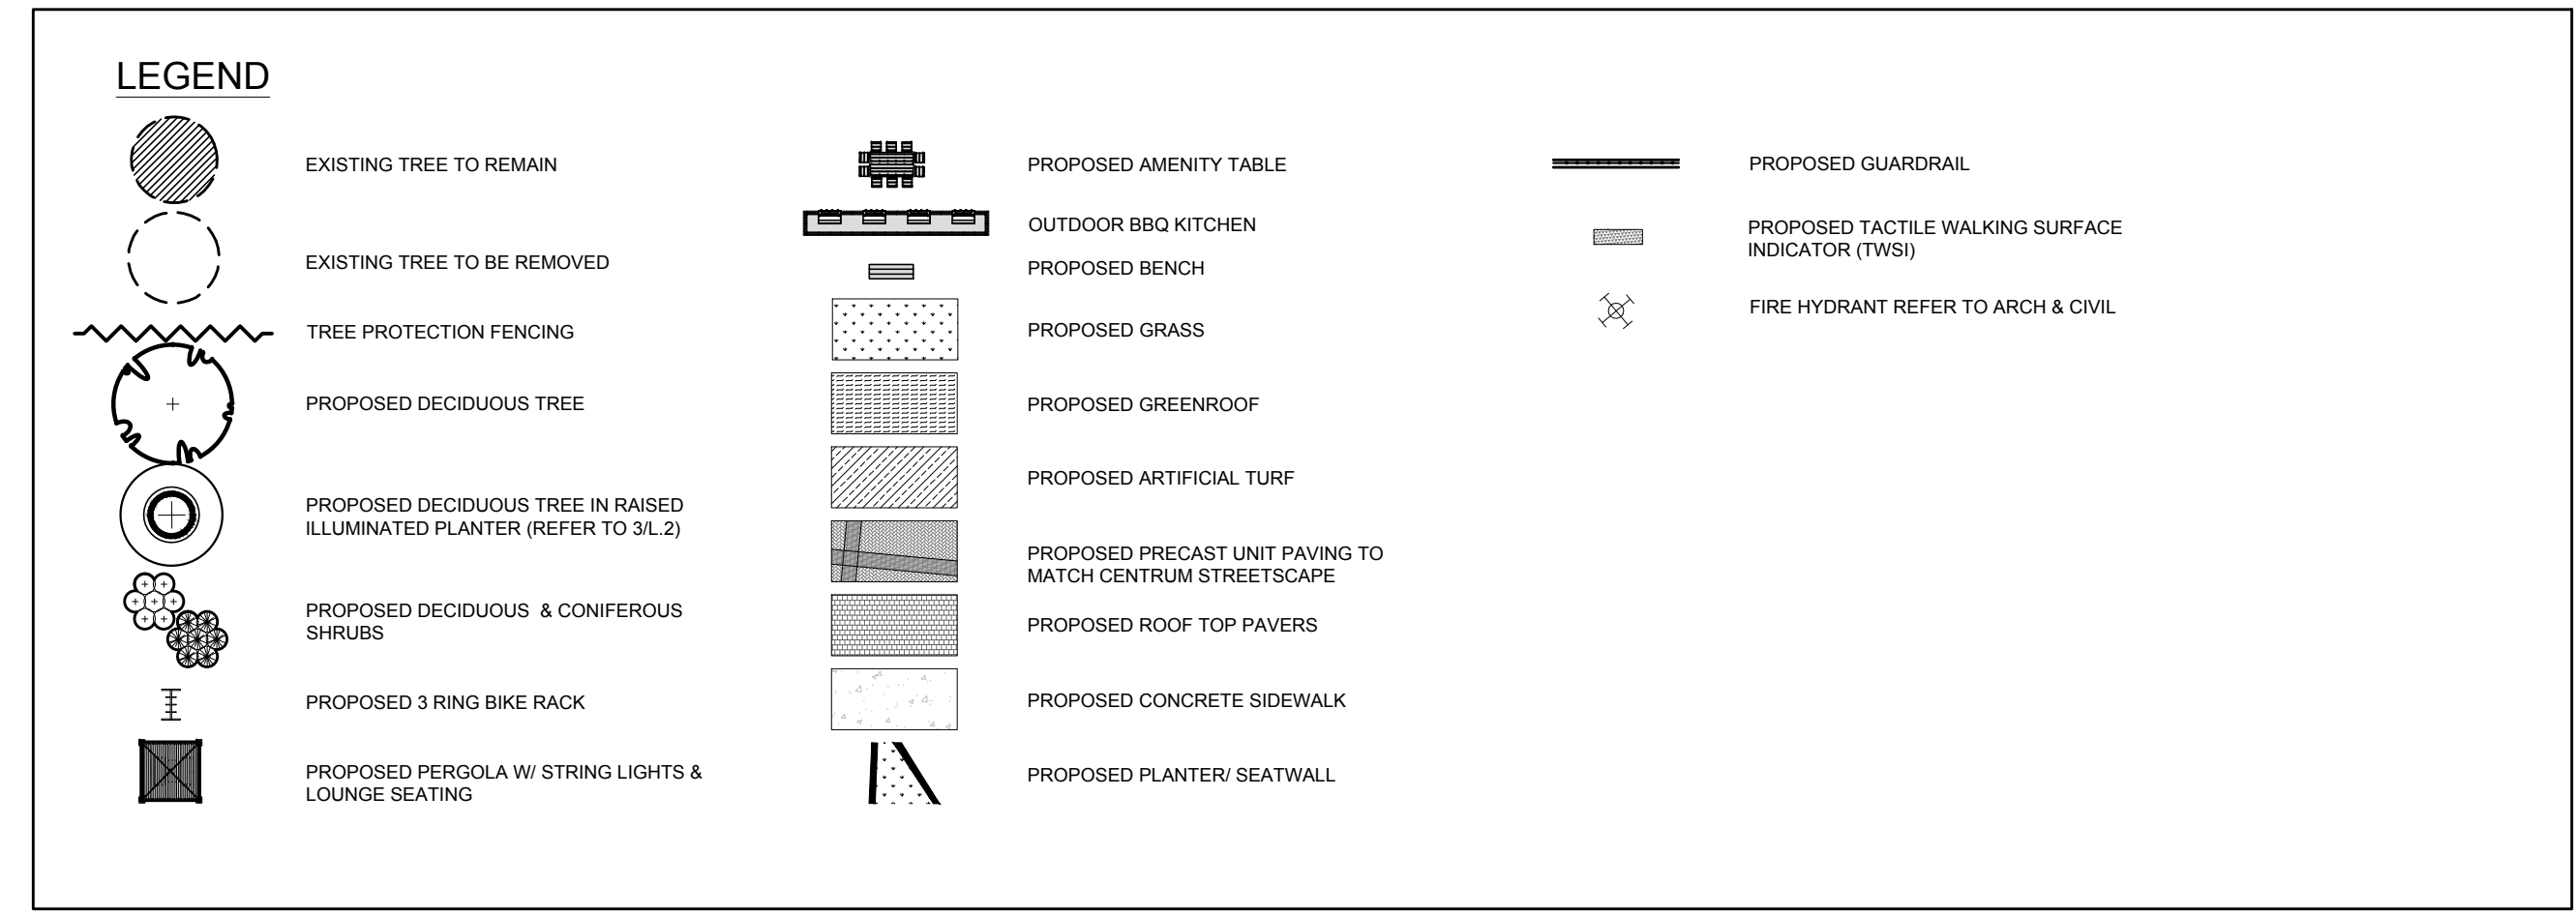 LEGEND
EXISTING TREE TO REMAIN
EXISTING TREE TO BE REMOVED
TREE PROTECTION FENCING
PROPOSED DECIDUOUS TREE
PROPOSED DECIDUOUS TREE IN RAISED
ILLUMINATED PLANTER (REFER TO 3/L.2)
PROPOSED DECIDUOUS & CONIFEROUS
SHRUBS
PROPOSED 3 RING BIKE RACK
PROPOSED PERGOLA W/ STRING LIGHTS &
LOUNGE SEATING
PROPOSED AMENITY TABLE
OUTDOOR BBQ KITCHEN
PROPOSED BENCH
PROPOSED GRASS
PROPOSED GREENROOF
PROPOSED ARTIFICIAL TURF
PROPOSED PRECAST UNIT PAVING TO
MATCH CENTRUM STREETSCAPE
PROPOSED ROOF TOP PAVERS
PROPOSED CONCRETE SIDEWALK
PROPOSED PLANTER/ SEATWALL
PROPOSED GUARDRAIL
PROPOSED TACTILE WALKING SURFACE
INDICATOR (TWSI)
FIRE HYDRANT REFER TO ARCH & CIVIL